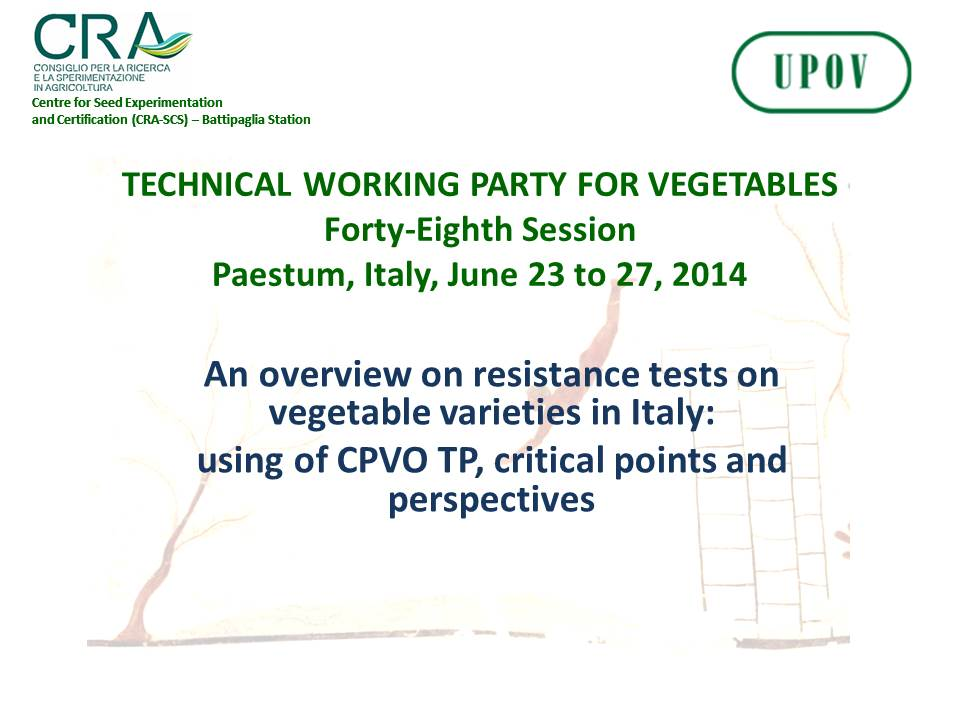 CRA
CONSIGLIO PER LA RICERCA
E LA SPERIMENTAZIONE
IN AGRICOLTURA
Centre for Seed Experimentation
and Certification (CRA-SCS) – Battipaglia Station
UPOV
TECHNICAL WORKING PARTY FOR VEGETABLES
Forty-Eighth Session
Paestum, Italy, June 23 to 27, 2014
An overview on resistance tests on
vegetable varieties in Italy:
using of CPVO TP, critical points and
perspectives